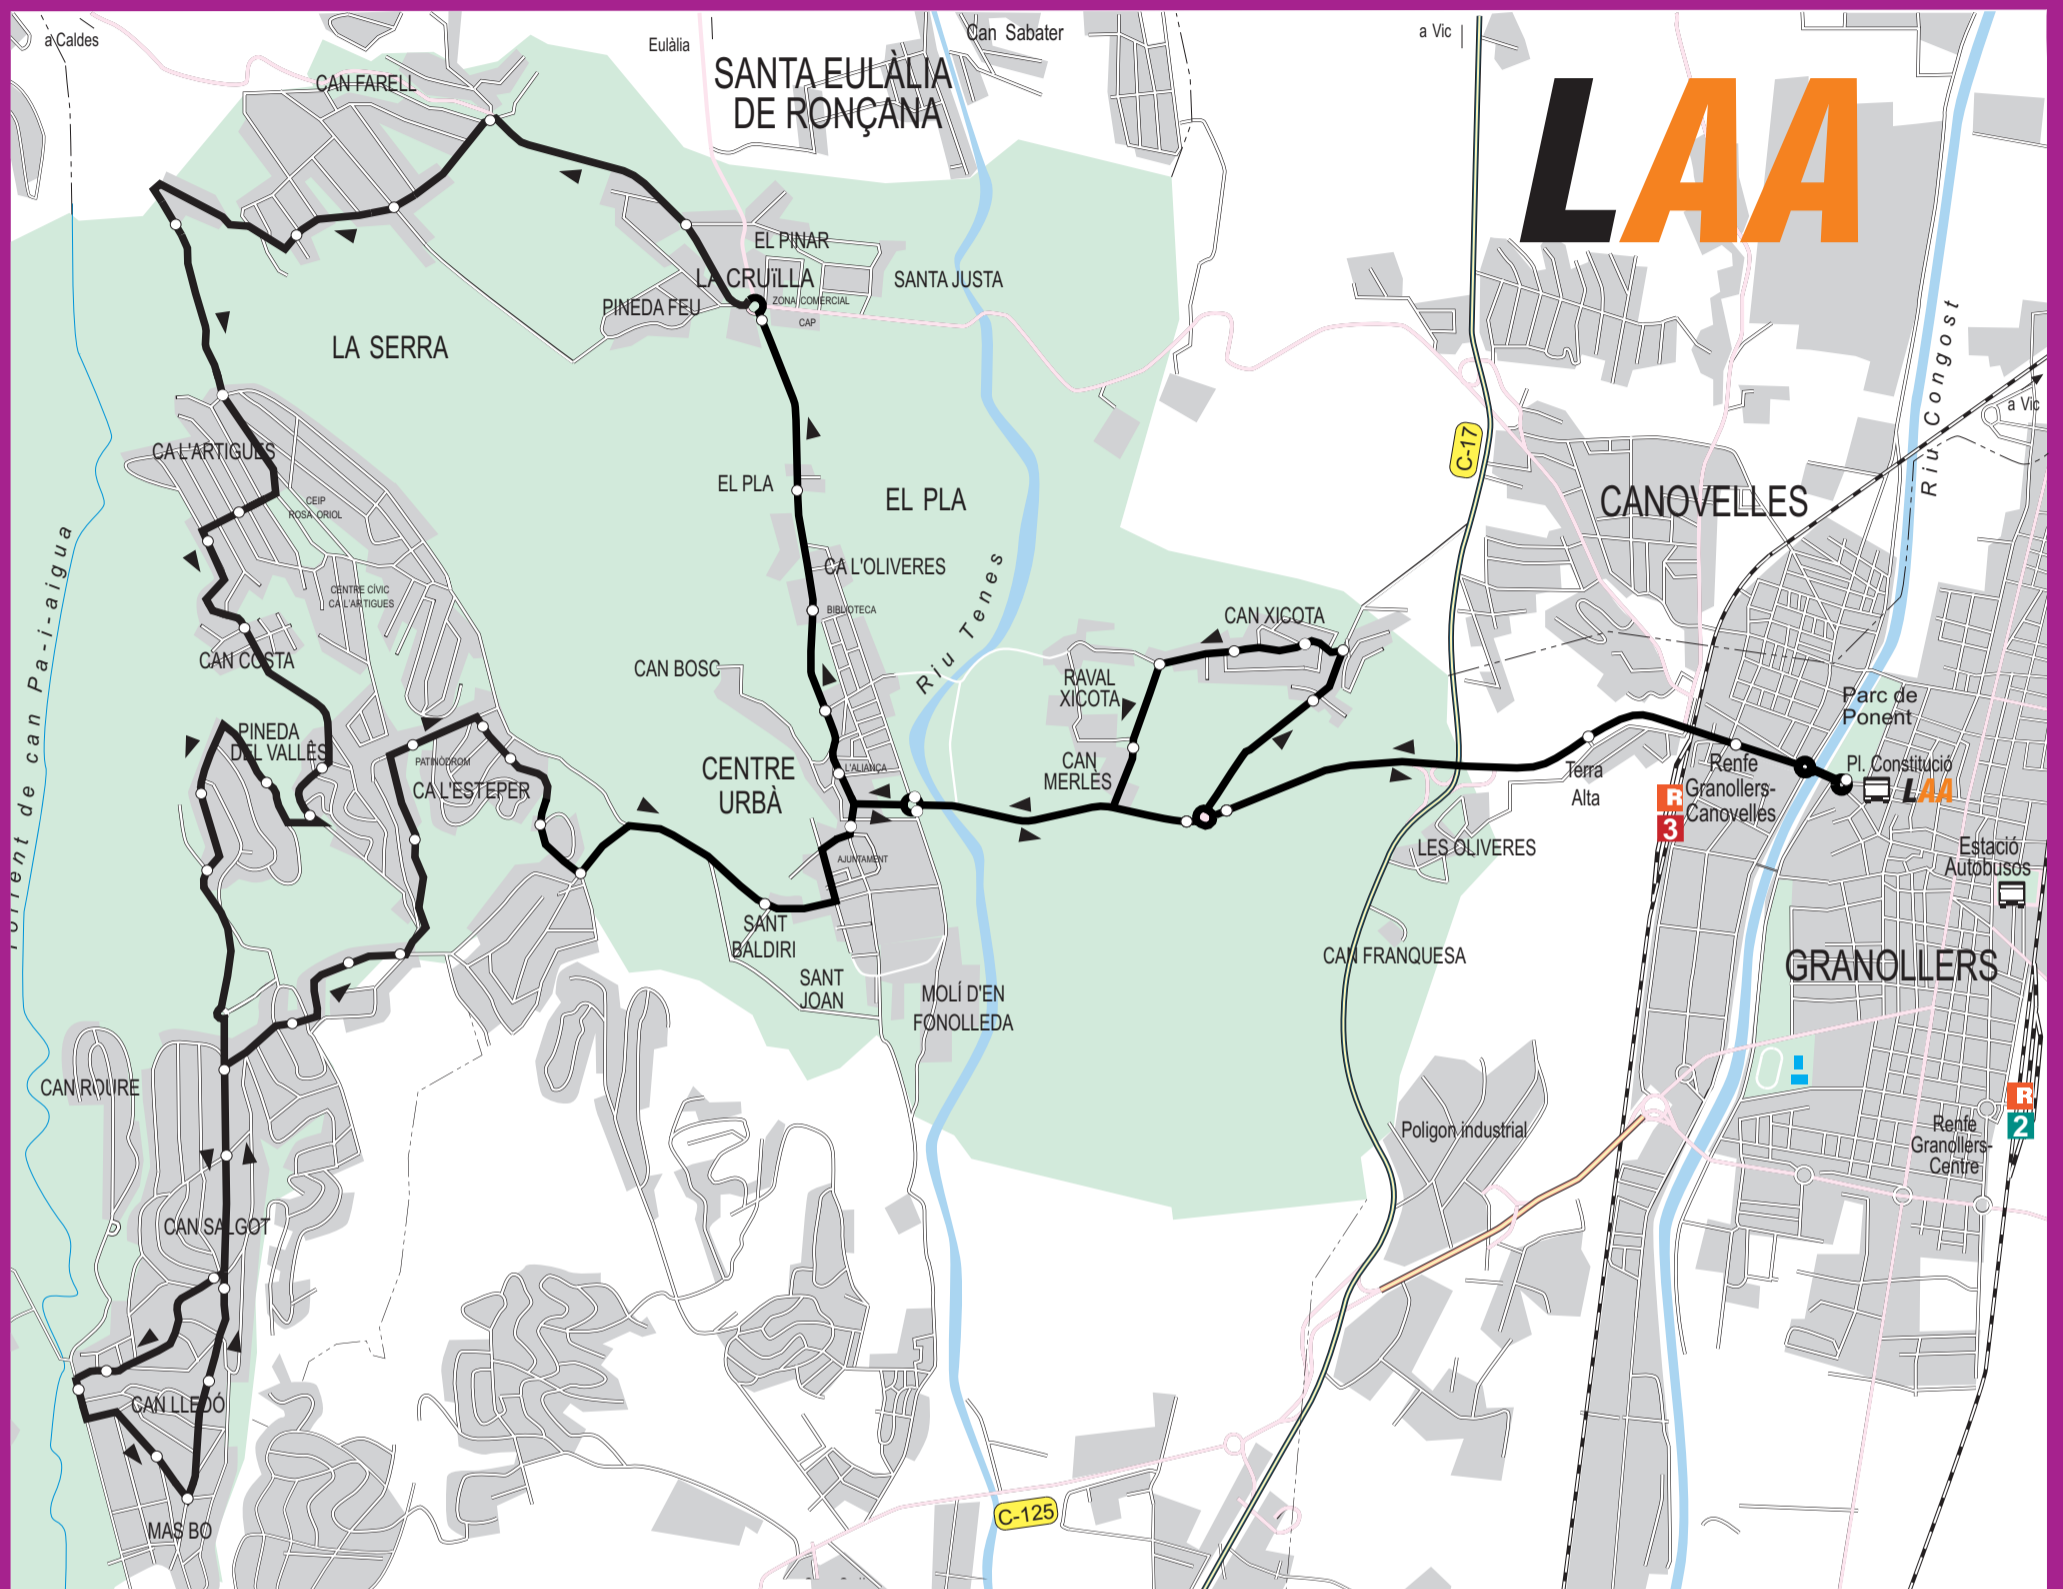 a Caldes
Eulàlia
Can Sabater
a Vic
SANTA EULÀLIA
DE RONÇANA
CAN FARELL
LAA
EL PINAR
LA CRUïLLA
SANTA JUSTA
ZONA COMERCIAL
PINEDA FEU
CAP
LA SERRA
Riu Congost
a Vic
CA L'ARTIGUES
C-17
EL PLA
EL PLA
CEIP
ROSA ORIOL
CANOVELLES
Torrent de can Pa-i-aigua
CA L'OLIVERES
CENTRE CÍVIC
CA L'ARTIGUES
BIBLIOTECA
Riu Tenes
CAN XICOTA
CAN COSTA
CAN BOSC
RAVAL
XICOTA
Parc de
Ponent
PINEDA
DEL VALLÈS
PATINÒDROM
CA L'ESTEPER
CENTRE
URBÀ
L'ALIANÇA
CAN
MERLÈS
Terra
Alta
Renfe
Granollers-
Canovelles
R
3
Pl. Constitució
LAA
AJUNTAMENT
LES OLIVERES
Estació
Autobusos
SANT
BALDIRI
CAN FRANQUESA
GRANOLLERS
SANT
JOAN
MOLÍ D'EN
FONOLLEDA
CAN ROURE
Poligon industrial
R
2
Renfe
Granollers-
Centre
CAN SALGOT
CAN LLEDÓ
C-125
MAS BO